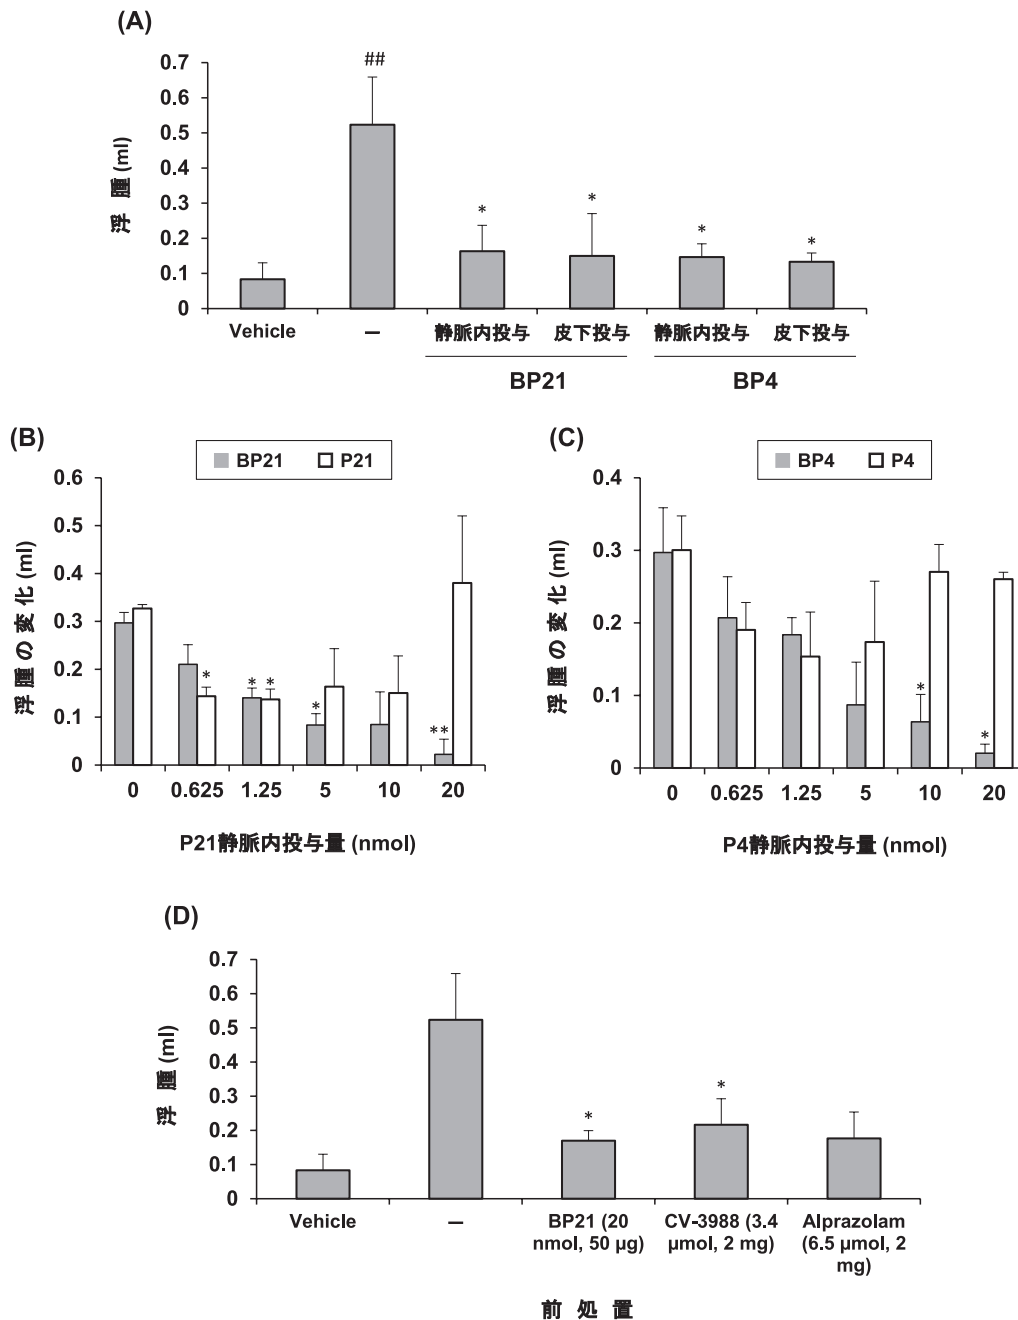 (A)
##
0.7
0.6
0.5
0.4
0.3
0.2
0.1
0
浮 腫 (ml)
* * * *
Vehicle – 静脈内投与 皮下投与 静脈内投与 皮下投与
BP21 BP4
(B)
BP21 P21
0.6
0.5
0.4
0.3
0.2
0.1
0
浮 腫 の 変 化 (ml)
* * * * **
0 0.625 1.25 5 10 20
P21静脈内投与量 (nmol)
(C)
BP4 P4
0.4
0.3
0.2
0.1
0
浮 腫 の 変 化 (ml)
* *
0 0.625 1.25 5 10 20
P4静脈内投与量 (nmol)
(D)
0.7
0.6
0.5
0.4
0.3
0.2
0.1
0
浮 腫 (ml)
* *
Vehicle – BP21 (20 CV-3988 (3.4 Alprazolam
nmol, 50 µg) µmol, 2 mg) (6.5 µmol, 2
mg)
前 処 置